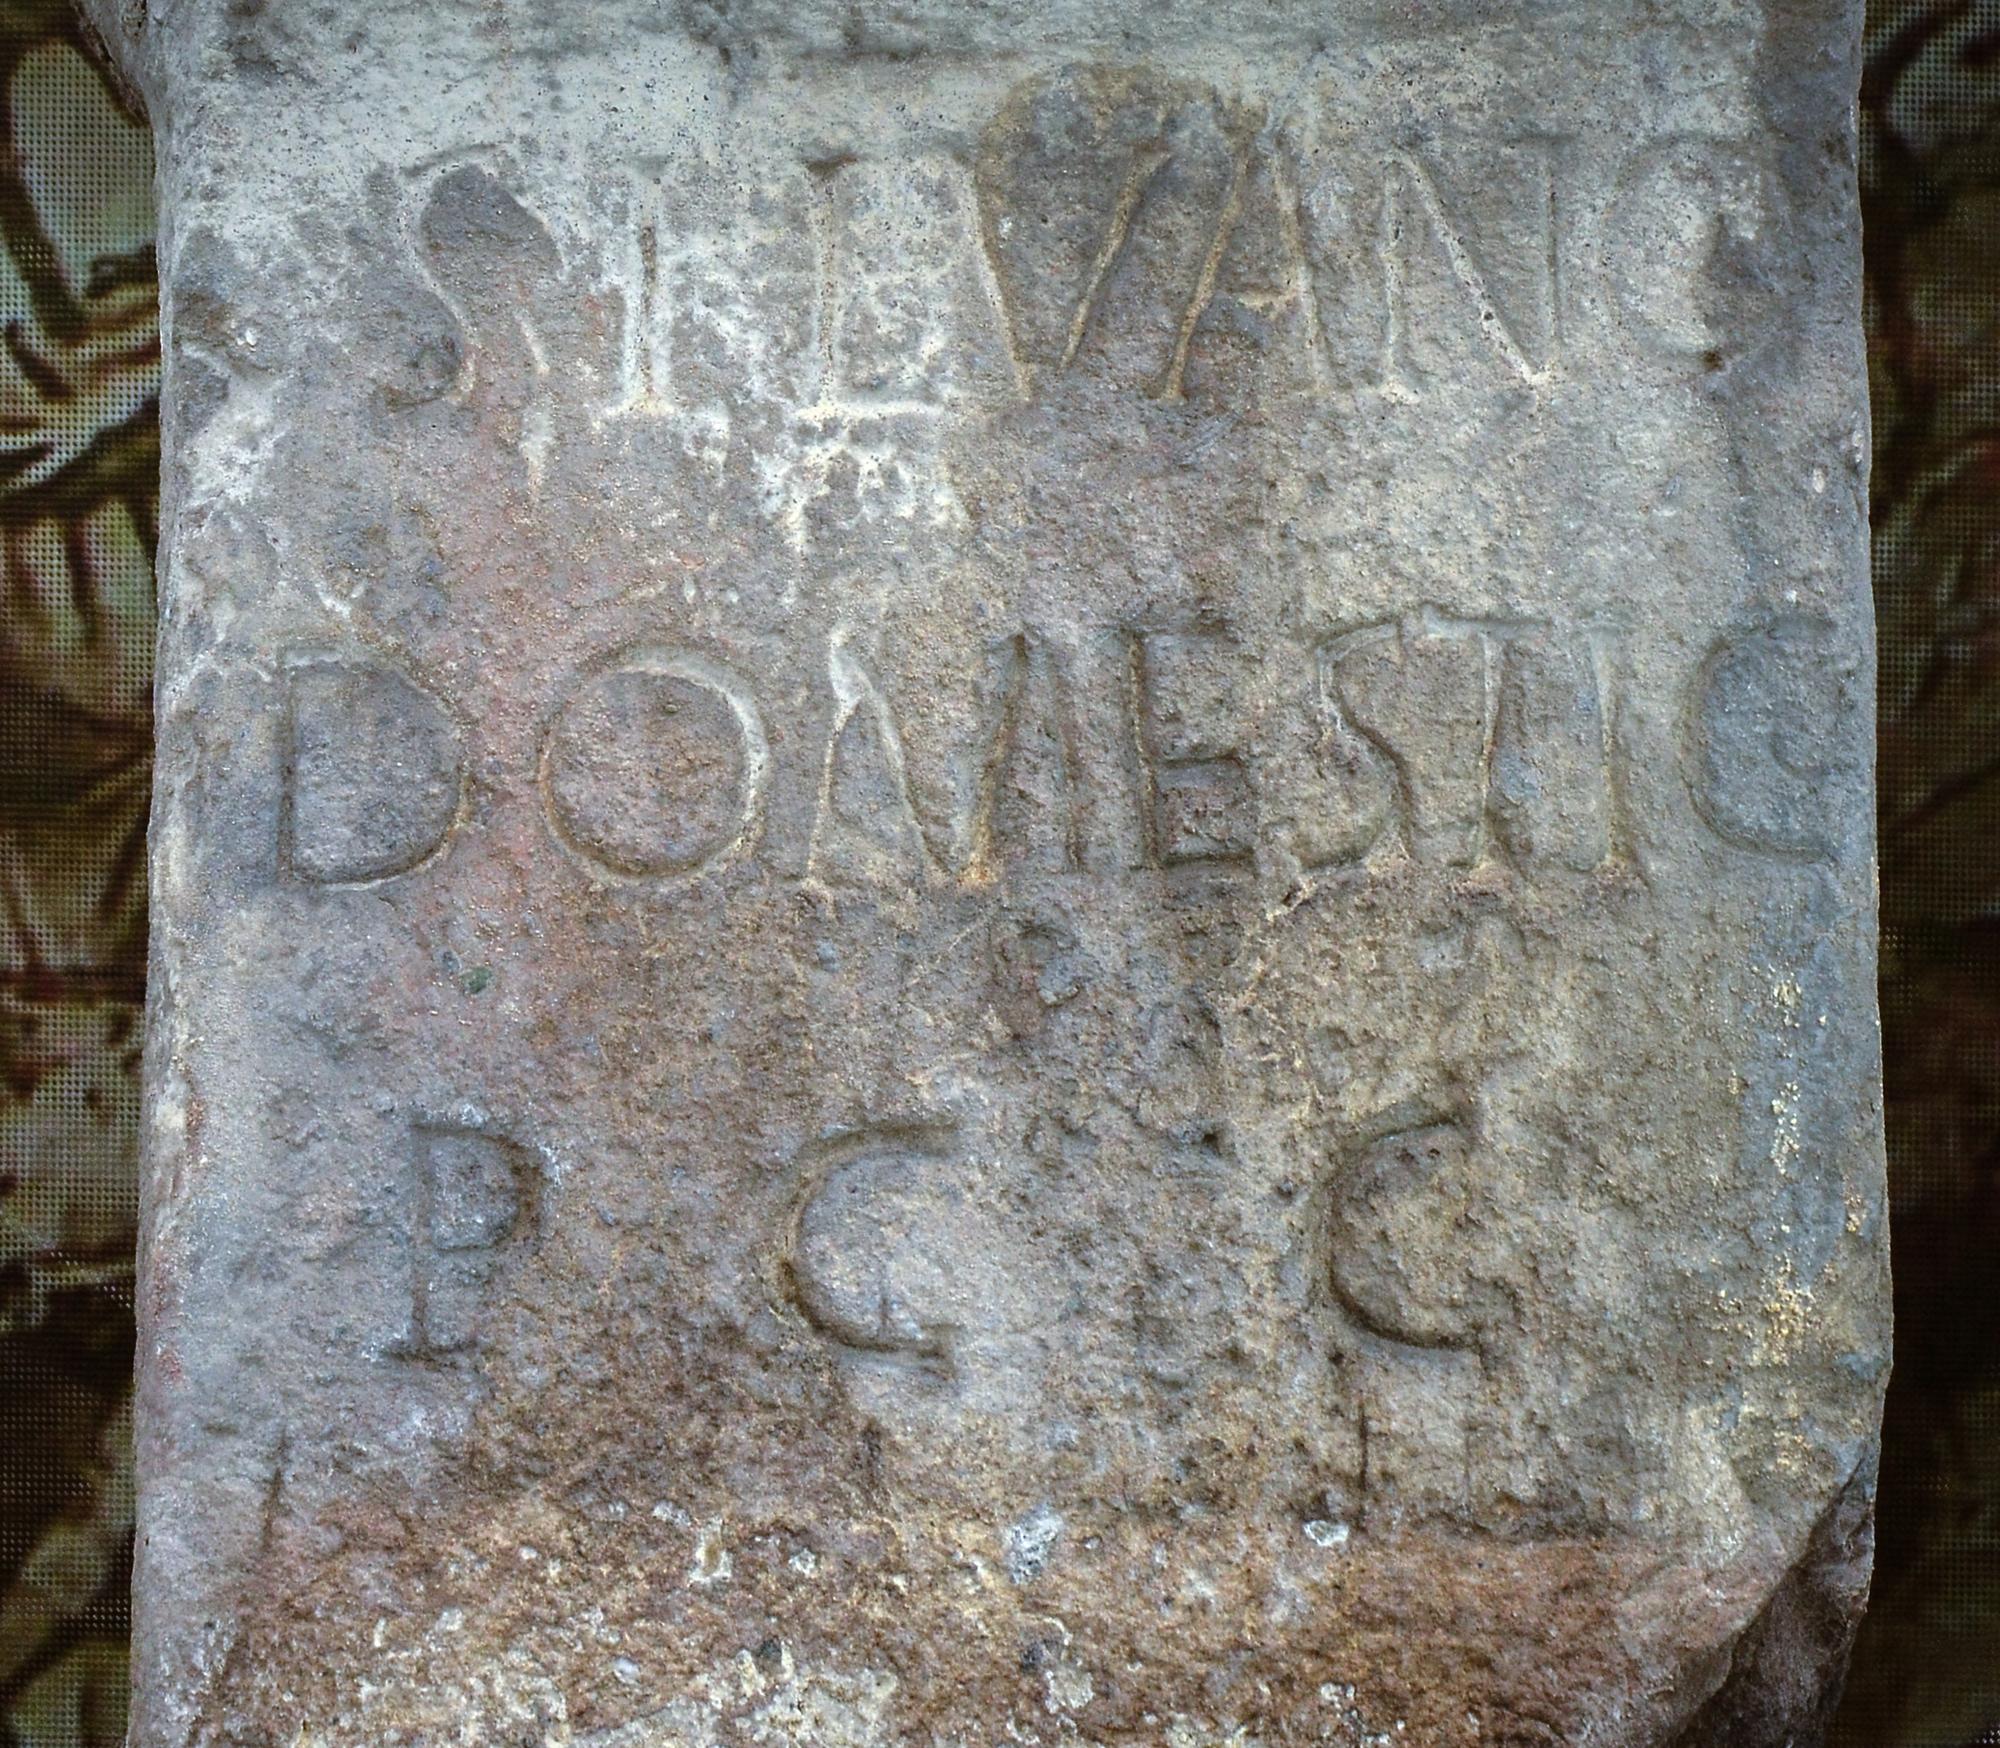 SILVANO
DOMESTIC
P C G